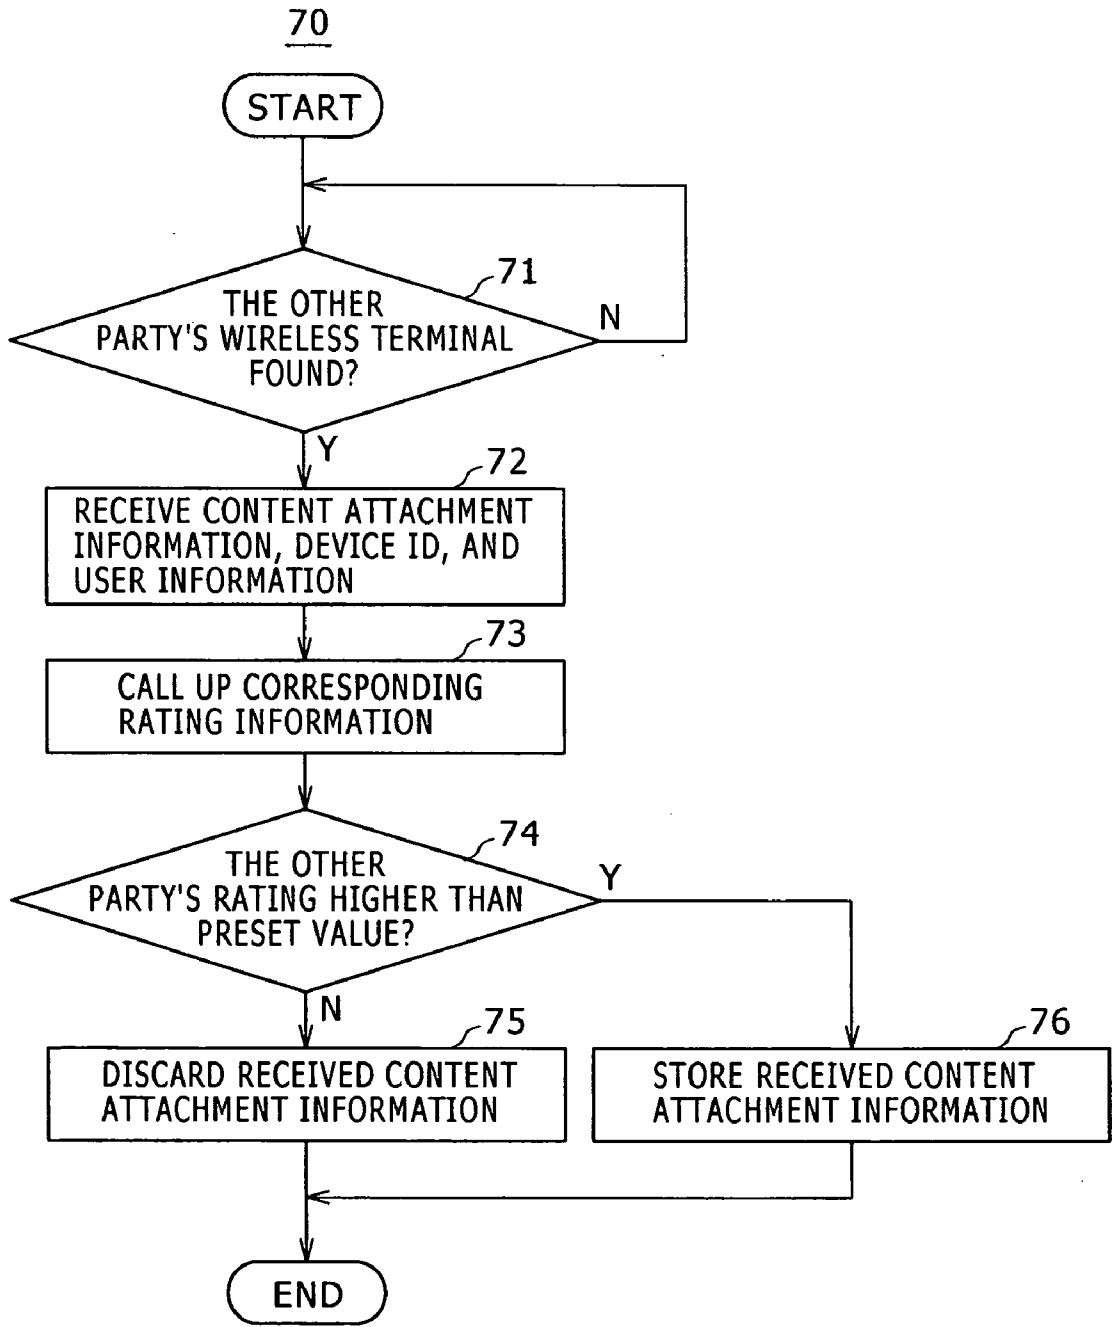 70
START
71
THE OTHER
PARTY'S WIRELESS TERMINAL
FOUND?
N
Y
72
RECEIVE CONTENT ATTACHMENT
INFORMATION, DEVICE ID, AND
USER INFORMATION
73
CALL UP CORRESPONDING
RATING INFORMATION
74
THE OTHER
PARTY'S RATING HIGHER THAN
PRESET VALUE?
Y
N
75
DISCARD RECEIVED CONTENT
ATTACHMENT INFORMATION
76
STORE RECEIVED CONTENT
ATTACHMENT INFORMATION
END